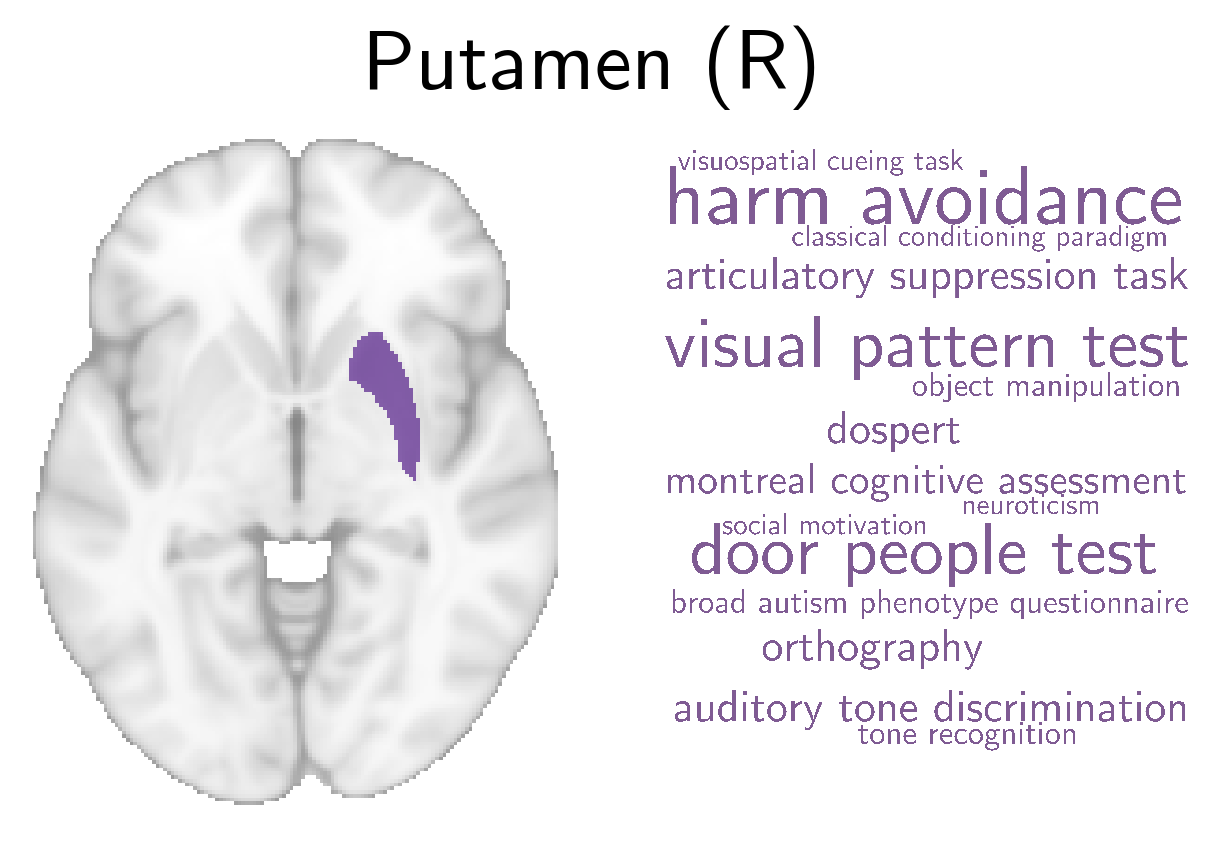 Putamen (R)
visuospatial cueing task
harm avoidance
classical conditioning paradigm
articulatory suppression task
visual pattern test
object manipulation
dospert
montreal cognitive assessment
neuroticism
social motivation
door people test
broad autism phenotype questionnaire
orthography
auditory tone discrimination
tone recognition